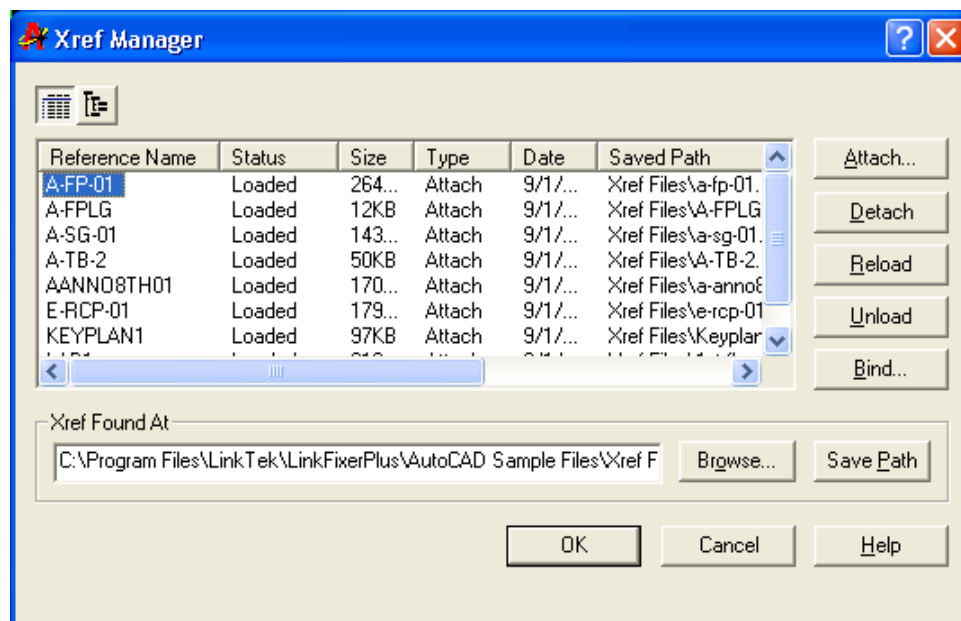 Xref Manager
Reference Name Status Size Type Date Saved Path
A-FP-01 Loaded 264... Attach 9/1/... Xref Files\a-fp-01.
A-FPLG Loaded 12KB Attach 9/1/... Xref Files\A-FPLG
A-SG-01 Loaded 143... Attach 9/1/... Xref Files\a-sg-01.
A-TB-2 Loaded 50KB Attach 9/1/... Xref Files\A-TB-2.
AANNO8TH01 Loaded 170... Attach 9/1/... Xref Files\a-anno8
E-RCP-01 Loaded 179... Attach 9/1/... Xref Files\e-rcp-01
KEYPLAN1 Loaded 97KB Attach 9/1/... Xref Files\Keyplan
Attach...
Detach
Reload
Unload
Bind...
Xref Found At
C:\Program Files\LinkTek\LinkFixerPlus\AutoCAD Sample Files\Xref F
Browse... Save Path
OK Cancel Help